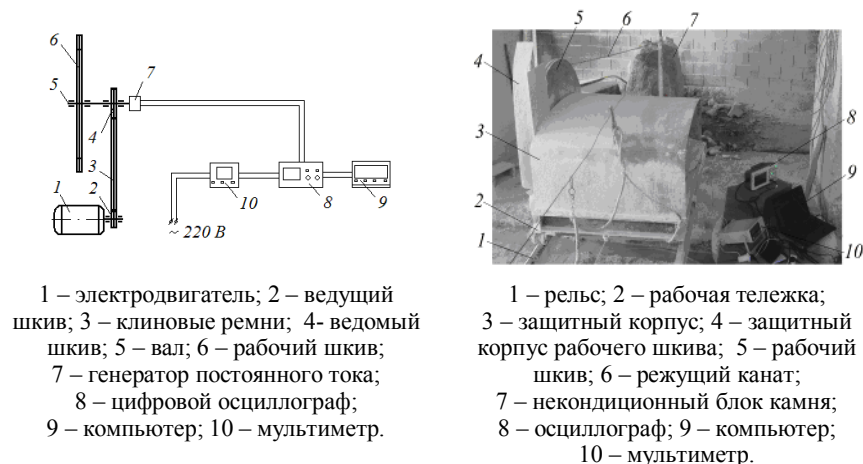 6
5
7
4
3
1
2
10
8
9
~ 220 В
1 – электродвигатель; 2 – ведущий
шкив; 3 – клиновые ремни; 4- ведомый
шкив; 5 – вал; 6 – рабочий шкив;
7 – генератор постоянного тока;
8 – цифровой осциллограф;
9 – компьютер; 10 – мультиметр.
5
6
7
4
8
3
9
2
1
10
1 – рельс; 2 – рабочая тележка;
3 – защитный корпус; 4 – защитный
корпус рабочего шкива; 5 – рабочий
шкив; 6 – режущий канат;
7 – некондиционный блок камня;
8 – осциллограф; 9 – компьютер;
10 – мультиметр.